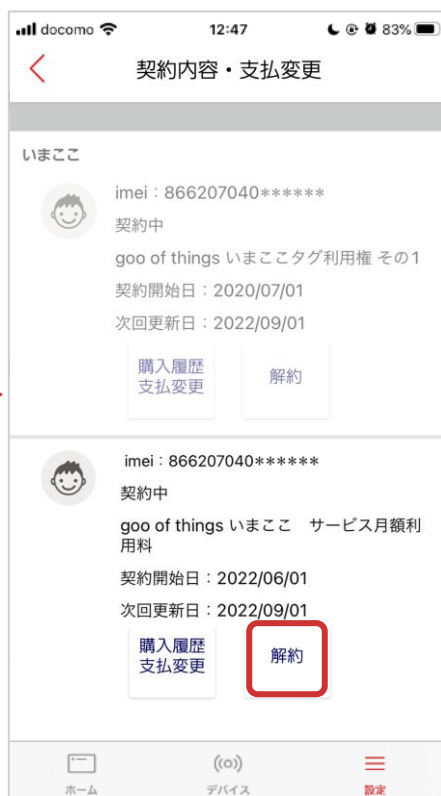 docomo 12:47 83%
契約内容・支払変更
いまここ
imei：866207040******
契約中
goo of things いまここタグ利用権 その1
契約開始日：2020/07/01
次回更新日：2022/09/01
購入履歴
支払変更
解約
imei：866207040******
契約中
goo of things いまここ　サービス月額利
用料
契約開始日：2022/06/01
次回更新日：2022/09/01
購入履歴
支払変更
解約
ホーム デバイス 設定